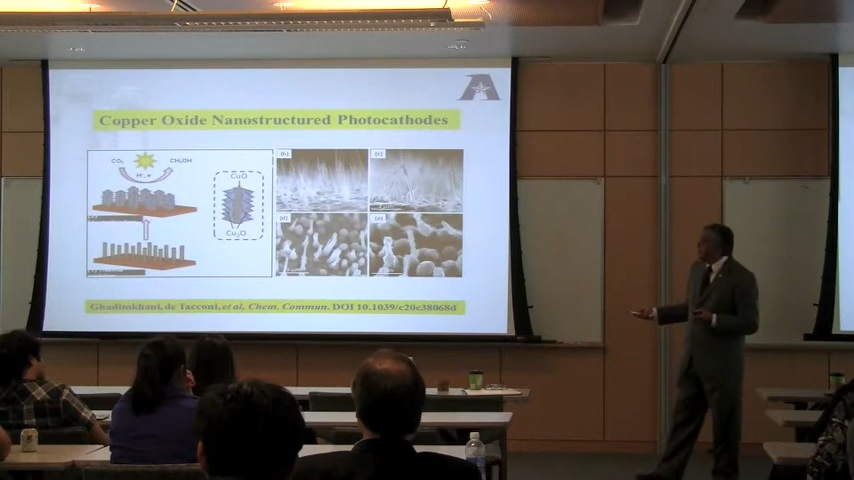 Copper Oxide Nanostructured Photocathodes
CO₂
CH₃OH
H⁺, e⁻
CuO
Cu₂O
(b)
(c)
(d)
(e)
Ghadimkhani, de Tacconi, et al, Chem. Commun. DOI 10.1039/c2cc38068d